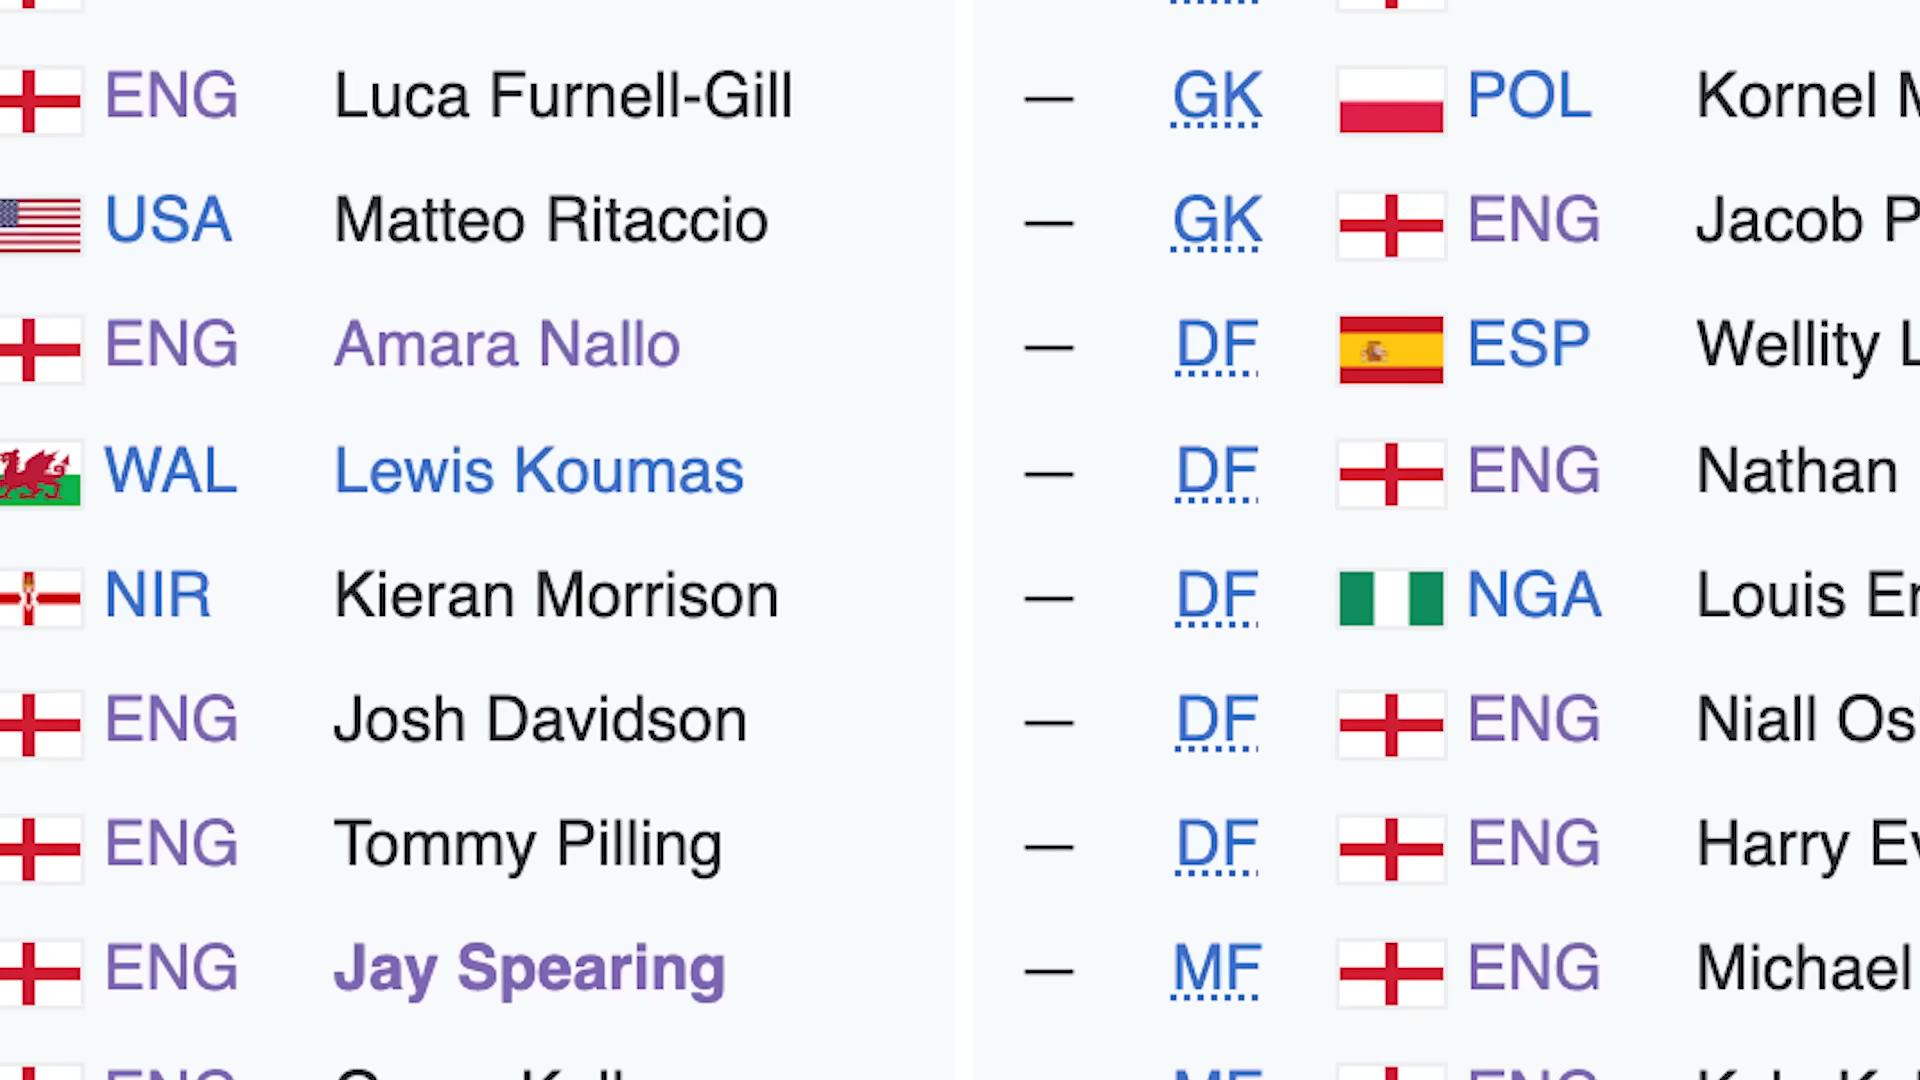 ENG Luca Furnell-Gill — GK POL Kornel
USA Matteo Ritaccio — GK ENG Jacob
ENG Amara Nallo — DF ESP Wellity
WAL Lewis Koumas — DF ENG Nathan
NIR Kieran Morrison — DF NGA Louis
ENG Josh Davidson — DF ENG Niall
ENG Tommy Pilling — DF ENG Harry
ENG Jay Spearing — MF ENG Michael